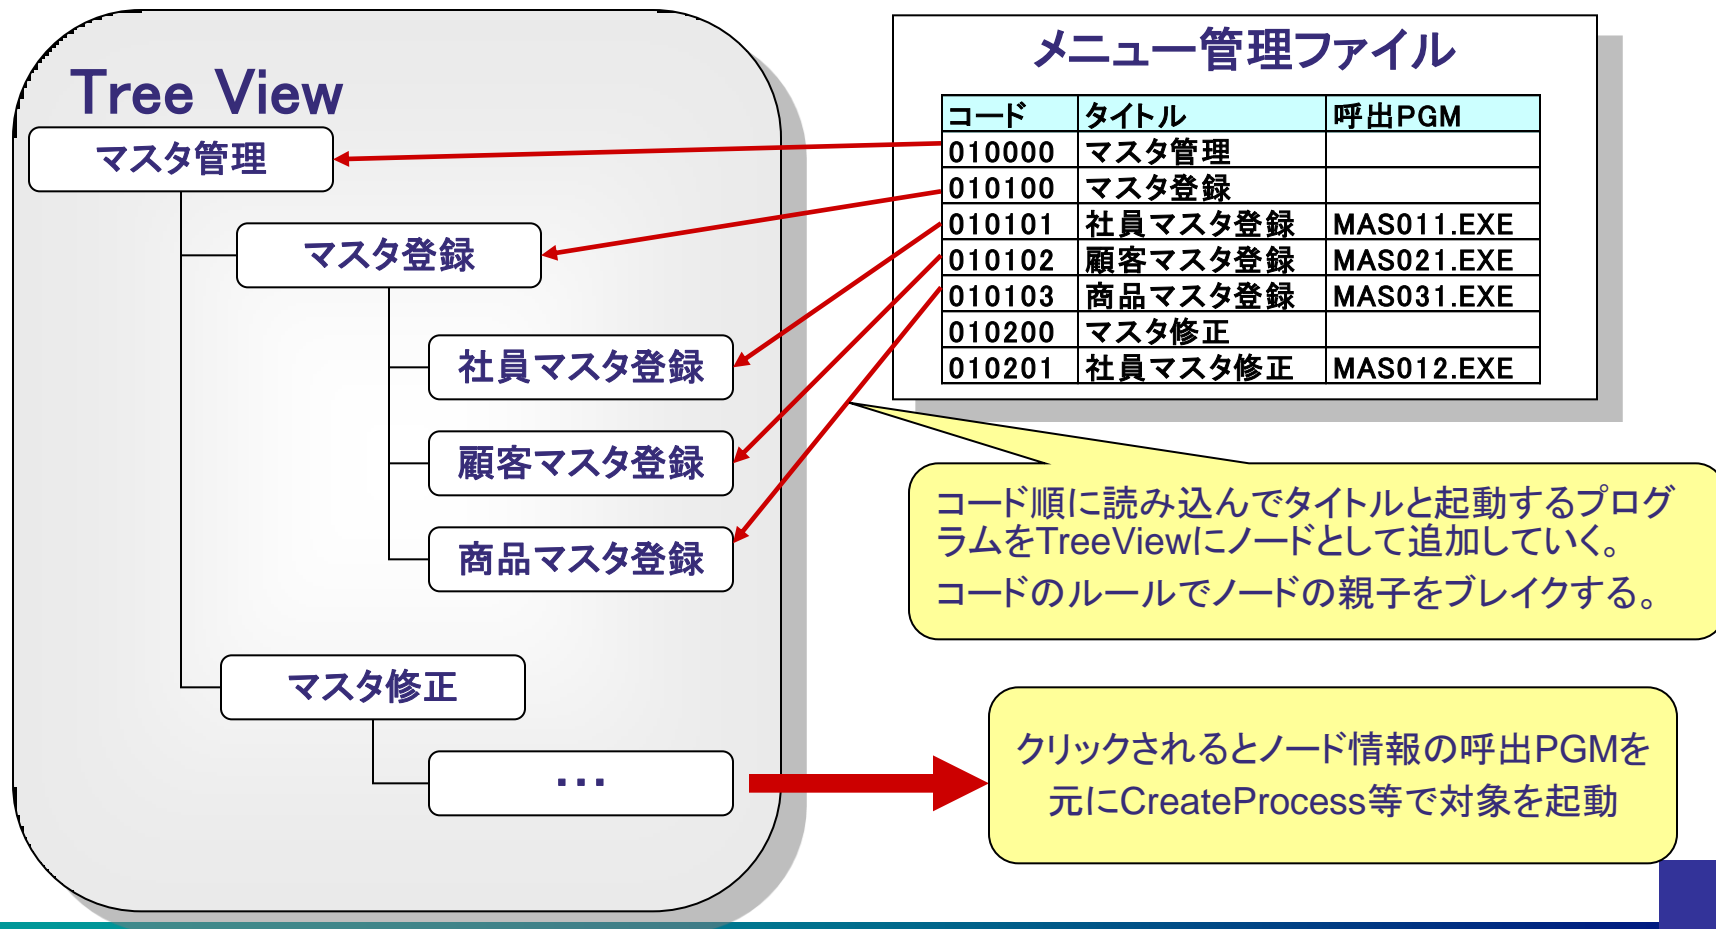 Tree View
マスタ管理
マスタ登録
社員マスタ登録
顧客マスタ登録
商品マスタ登録
マスタ修正
・・・
メニュー管理ファイル
コード タイトル 呼出PGM
010000 マスタ管理
010100 マスタ登録
010101 社員マスタ登録 MAS011.EXE
010102 顧客マスタ登録 MAS021.EXE
010103 商品マスタ登録 MAS031.EXE
010200 マスタ修正
010201 社員マスタ修正 MAS012.EXE
コード順に読み込んでタイトルと起動するプログ
ラムをTreeViewにノードとして追加していく。
コードのルールでノードの親子をブレイクする。
クリックされるとノード情報の呼出PGMを
元にCreateProcess等で対象を起動